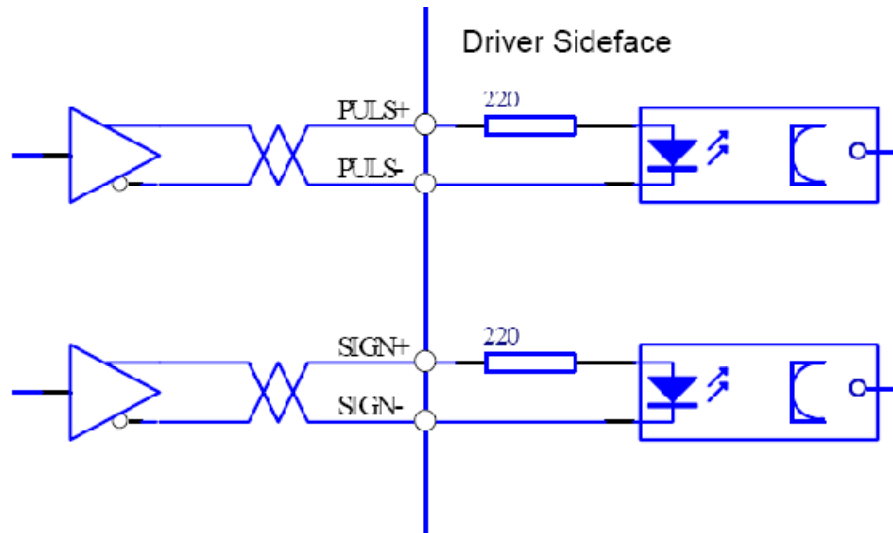 Driver Sideface
220
PULS+
PULS-
220
SIGN+
SIGN-